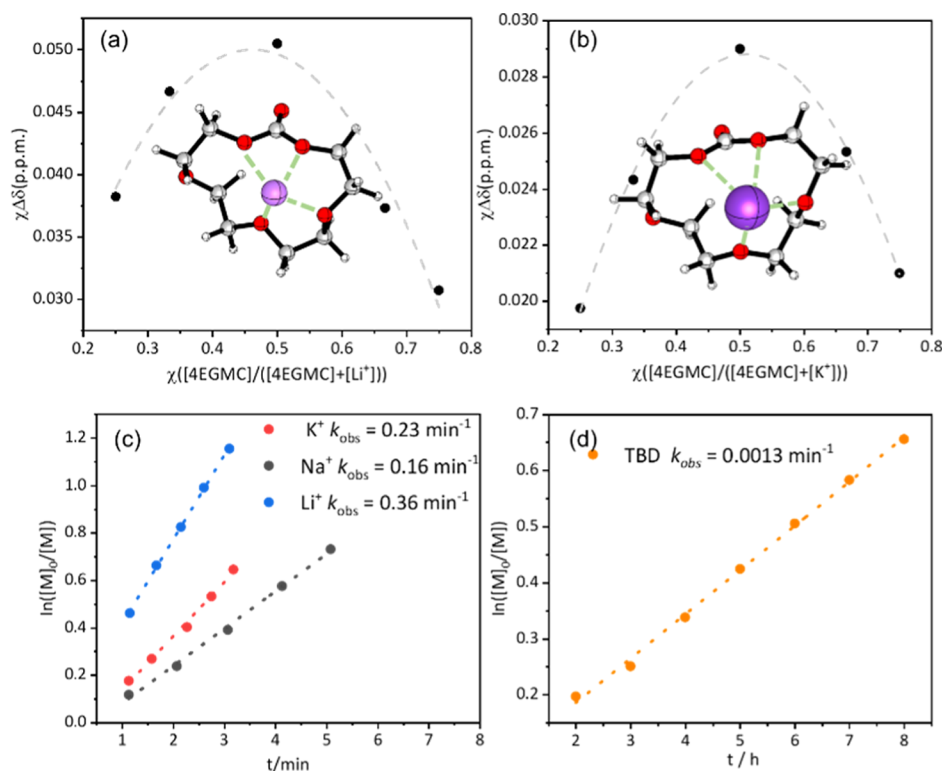 (a)
0.050
0.045
0.040
0.035
0.030
χΔδ(p.p.m.)
0.2 0.3 0.4 0.5 0.6 0.7 0.8
χ([4EGMC]/([4EGMC]+[Li⁺]))
(b)
0.030
0.028
0.026
0.024
0.022
0.020
χΔδ(p.p.m.)
0.2 0.3 0.4 0.5 0.6 0.7 0.8
χ([4EGMC]/([4EGMC]+[K⁺]))
(c)
K⁺ kobs = 0.23 min⁻¹
Na⁺ kobs = 0.16 min⁻¹
Li⁺ kobs = 0.36 min⁻¹
1.2
1.0
0.8
0.6
0.4
0.2
0.0
ln([M]₀/[M])
1 2 3 4 5 6
t/min
(d)
TBD kobs = 0.0013 min⁻¹
0.7
0.6
0.5
0.4
0.3
0.2
ln([M]₀/[M])
2 3 4 5 6 7 8
t / h